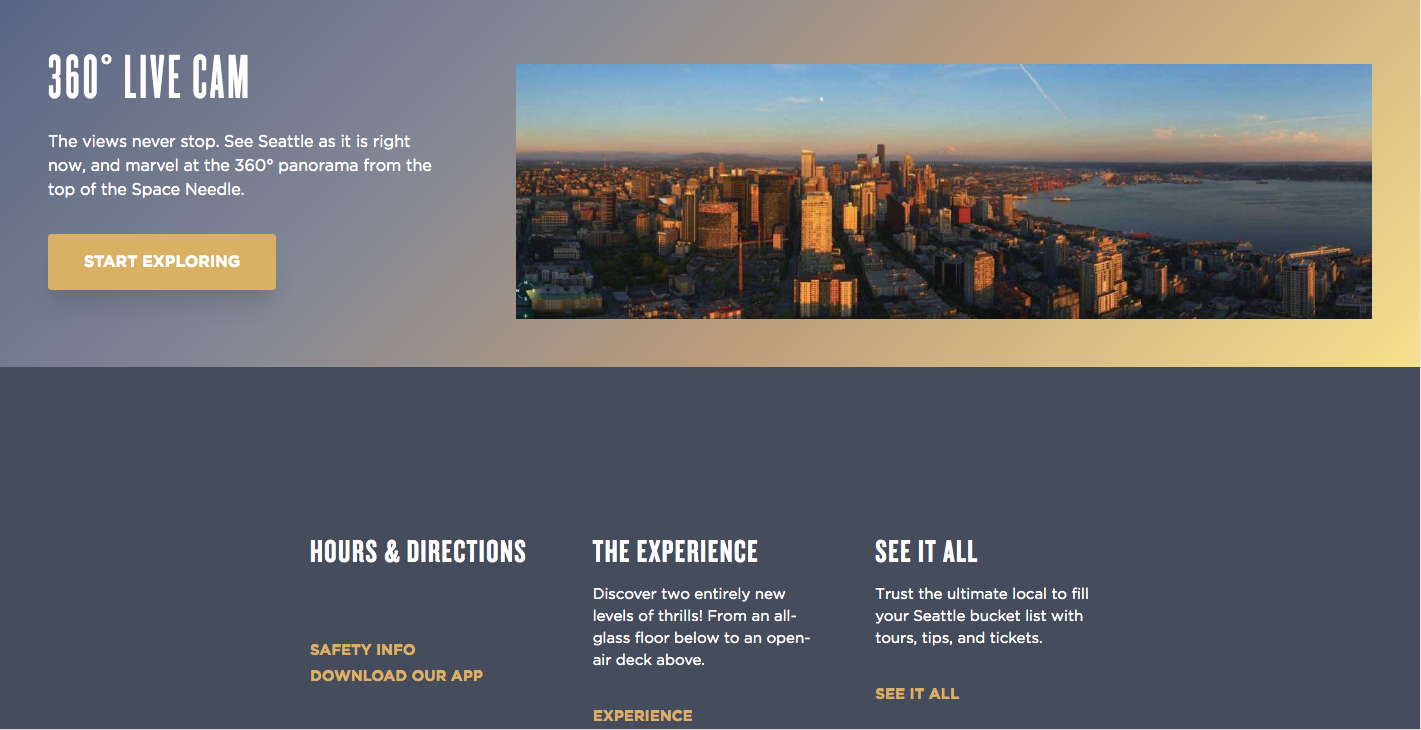 360° LIVE CAM
The views never stop. See Seattle as it is right
now, and marvel at the 360° panorama from the
top of the Space Needle.
START EXPLORING
HOURS & DIRECTIONS
SAFETY INFO
DOWNLOAD OUR APP
THE EXPERIENCE
Discover two entirely new
levels of thrills! From an all-
glass floor below to an open-
air deck above.
EXPERIENCE
SEE IT ALL
Trust the ultimate local to fill
your Seattle bucket list with
tours, tips, and tickets.
SEE IT ALL